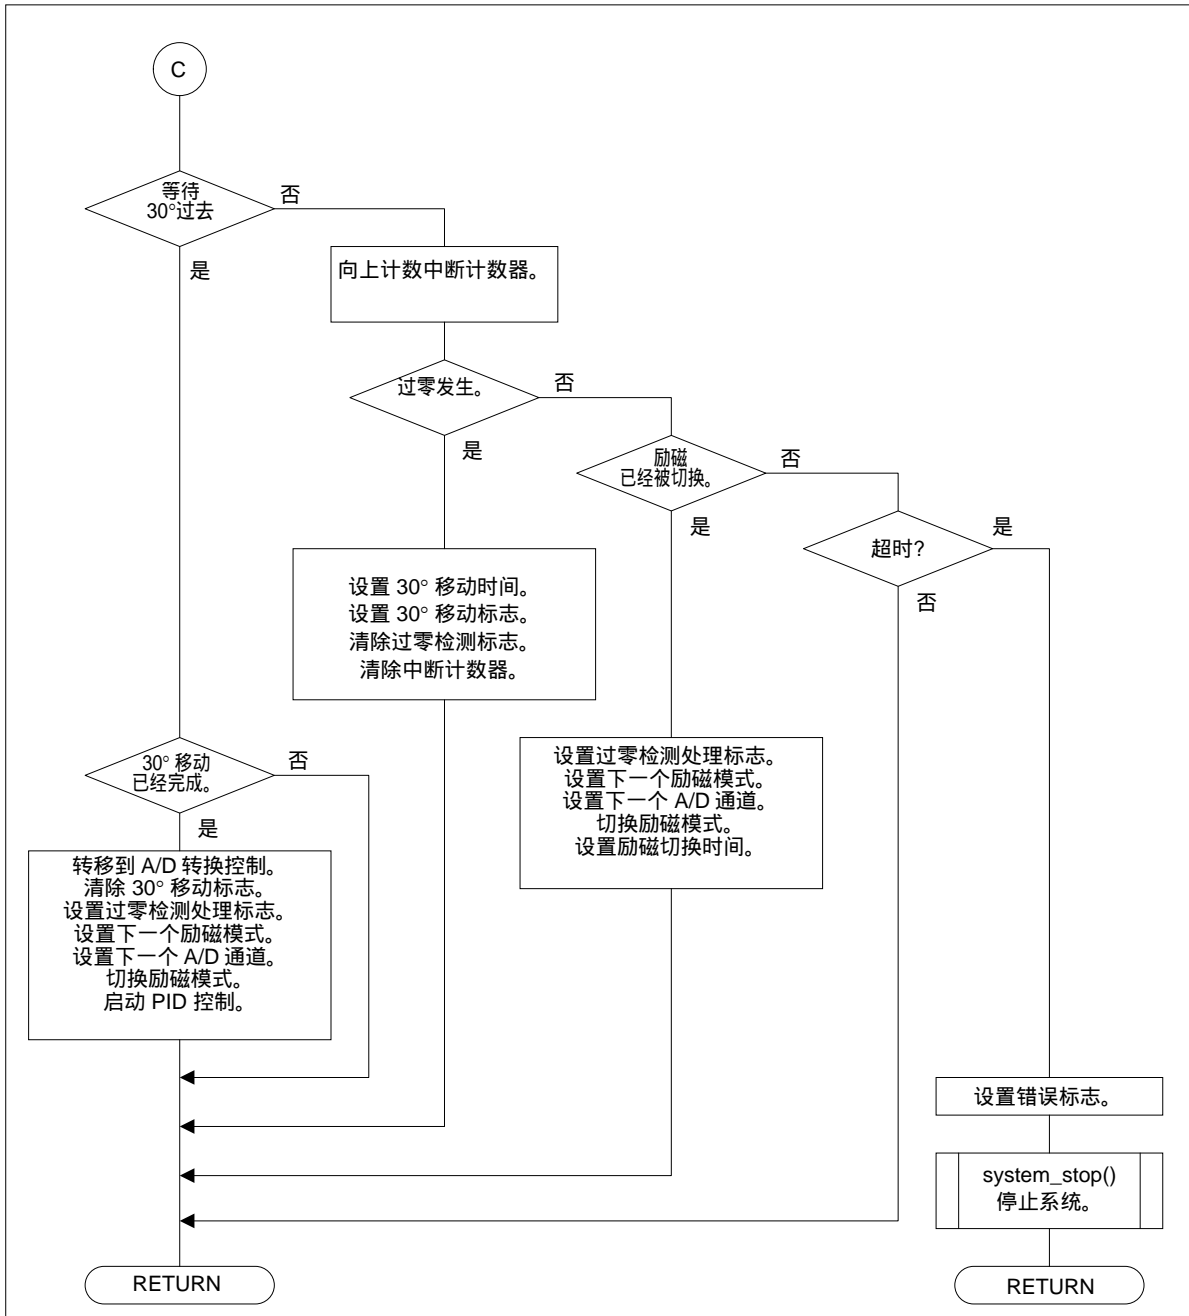 C
等待
30°过去
否
是
向上计数中断计数器。
过零发生。
否
是
励磁
已经被切换。
否
是
超时?
是
否
设置 30° 移动时间。
设置 30° 移动标志。
清除过零检测标志。
清除中断计数器。
30° 移动
已经完成。
否
是
设置过零检测处理标志。
设置下一个励磁模式。
设置下一个 A/D 通道。
切换励磁模式。
设置励磁切换时间。
转移到 A/D 转换控制。
清除 30° 移动标志。
设置过零检测处理标志。
设置下一个励磁模式。
设置下一个 A/D 通道。
切换励磁模式。
启动 PID 控制。
设置错误标志。
system_stop()
停止系统。
RETURN
RETURN